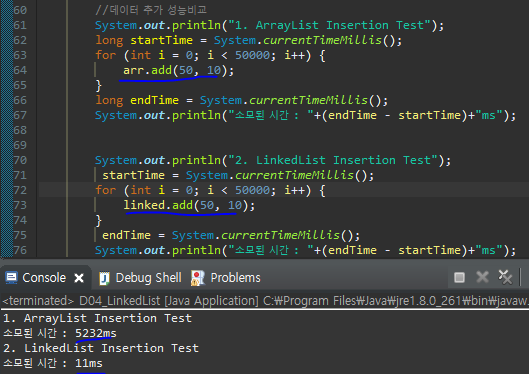 60
61 //데이터 추가 성능비교
61 System.out.println("1. ArrayList Insertion Test");
62 long startTime = System.currentTimeMillis();
63 for (int i = 0; i < 50000; i++) {
64 arr.add(50, 10);
65 }
66 long endTime = System.currentTimeMillis();
67 System.out.println("소모된 시간 : "+(endTime - startTime)+"ms");
68
69
70 System.out.println("2. LinkedList Insertion Test");
71 startTime = System.currentTimeMillis();
72 for (int i = 0; i < 50000; i++) {
73 linked.add(50, 10);
74 }
75 endTime = System.currentTimeMillis();
76 System.out.println("소모된 시간 : "+(endTime - startTime)+"ms");
Console Debug Shell Problems
<terminated> D04_LinkedList [Java Application] C:₩Program Files₩Java₩jre1.8.0_261₩bin₩javaw.
1. ArrayList Insertion Test
소모된 시간 : 5232ms
2. LinkedList Insertion Test
소모된 시간 : 11ms